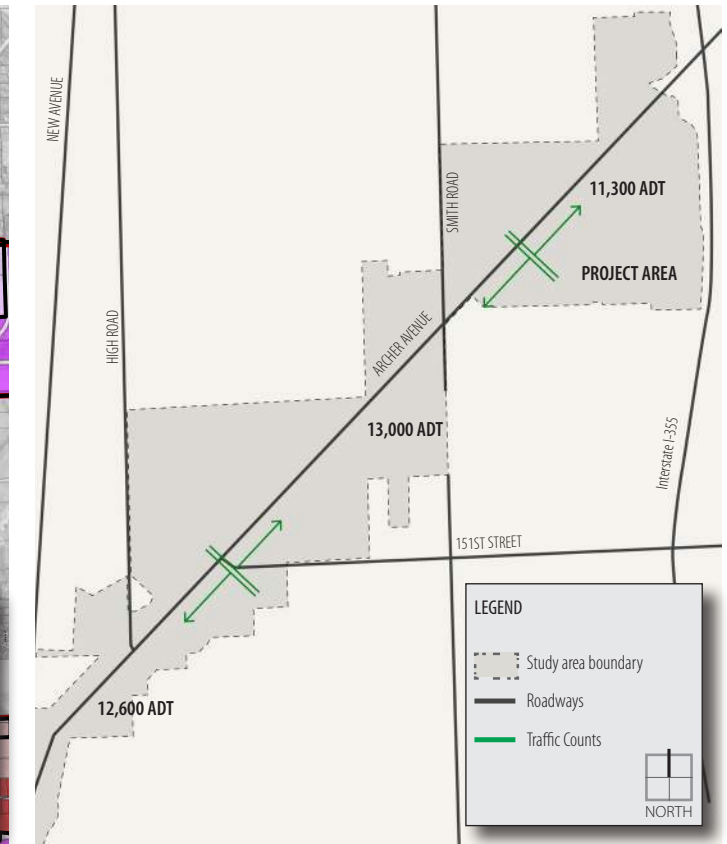 NEW AVENUE
HIGH ROAD
SMITH ROAD
11,300 ADT
PROJECT AREA
ARCHER AVENUE
13,000 ADT
Interstate I-355
151ST STREET
12,600 ADT
LEGEND
Study area boundary
Roadways
Traffic Counts
NORTH